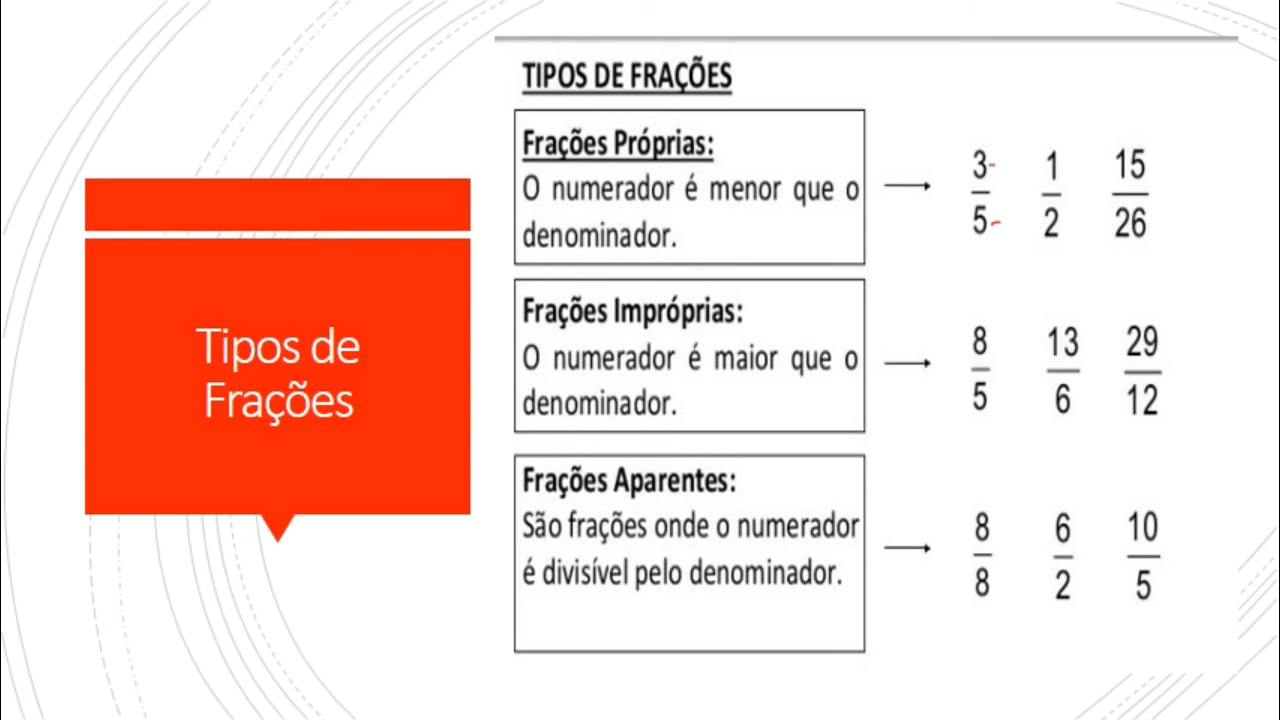 Tipos de
Frações
TIPOS DE FRAÇÕES
Frações Próprias:
O numerador é menor que o
denominador.
3/5 1/2 15/26
Frações Impróprias:
O numerador é maior que o
denominador.
8/5 13/6 29/12
Frações Aparentes:
São frações onde o numerador
é divisível pelo denominador.
8/8 6/2 10/5